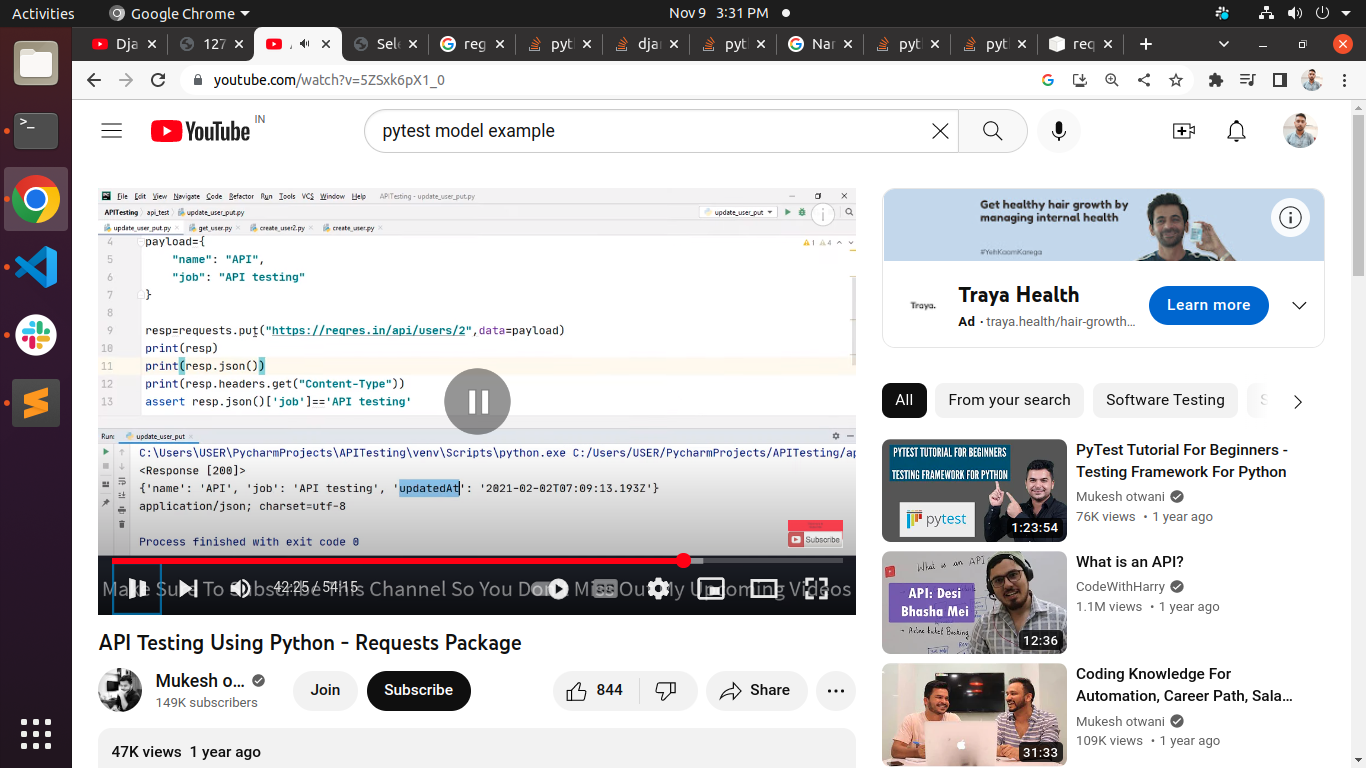 Activities Google Chrome Nov 9 3:31 PM
Dja 127 Sele reg pyt djar pyt Nar pyt pyt req
youtube.com/watch?v=5ZSxk6pX1_0
YouTube IN
pytest model example
File Edit View Navigate Code Refactor Run Tools VCS Window Help APITesting - update_user_put.py
APITesting api_test update_user_put.py update_user_put
update_user_put.py get_user.py create_user2.py create_user.py
4 payload={ 1 4
5 "name": "API",
6 "job": "API testing"
7 }
8
9 resp=requests.put("https://reqres.in/api/users/2",data=payload)
10 print(resp)
11 print(resp.json())
12 print(resp.headers.get("Content-Type"))
13 assert resp.json()['job']=='API testing'
Run: update_user_put
C:\Users\USER\PycharmProjects\APITesting\venv\Scripts\python.exe C:/Users/USER/PycharmProjects/APITesting/ap
<Response [200]>
{'name': 'API', 'job': 'API testing', 'updatedAt': '2021-02-02T07:09:13.193Z'}
application/json; charset=utf-8
Subscribe
Process finished with exit code 0
Make Sure To Subscribe This Channel So You Don't Miss Out My Upcoming Videos
42:25 / 54:15
API Testing Using Python - Requests Package
Mukesh o...
149K subscribers
Join
Subscribe
844
Share
47K views 1 year ago
Get healthy hair growth by
managing internal health
#YehKaamKarega
Traya.
Traya Health
Ad · traya.health/hair-growth...
Learn more
All From your search Software Testing S
PYTEST TUTORIAL FOR BEGINNERS
TESTING FRAMEWORK FOR PYTHON
pytest
1:23:54
PyTest Tutorial For Beginners -
Testing Framework For Python
Mukesh otwani
76K views • 1 year ago
What is an API
API: Desi
Bhasha Mei
Airline Ticket Booking
12:36
What is an API?
CodeWithHarry
1.1M views • 1 year ago
31:33
Coding Knowledge For
Automation, Career Path, Sala...
Mukesh otwani
109K views • 1 year ago